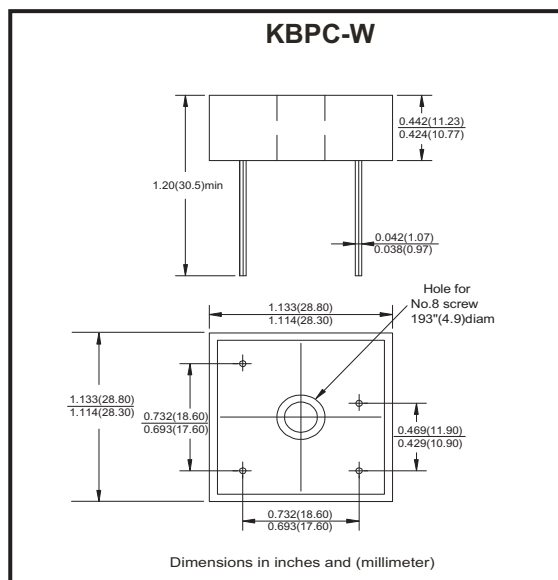 KBPC-W
0.442(11.23)
0.424(10.77)
1.20(30.5)min
0.042(1.07)
0.038(0.97)
Hole for
No.8 screw
193"(4.9)diam
1.133(28.80)
1.114(28.30)
1.133(28.80)
1.114(28.30)
0.732(18.60)
0.693(17.60)
0.469(11.90)
0.429(10.90)
0.732(18.60)
0.693(17.60)
Dimensions in inches and (millimeter)